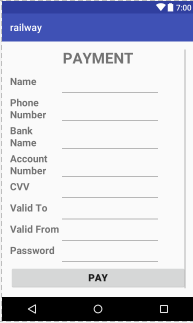 7:00
railway
PAYMENT
Name
Phone
Number
Bank
Name
Account
Number
CVV
Valid To
Valid From
Password
PAY